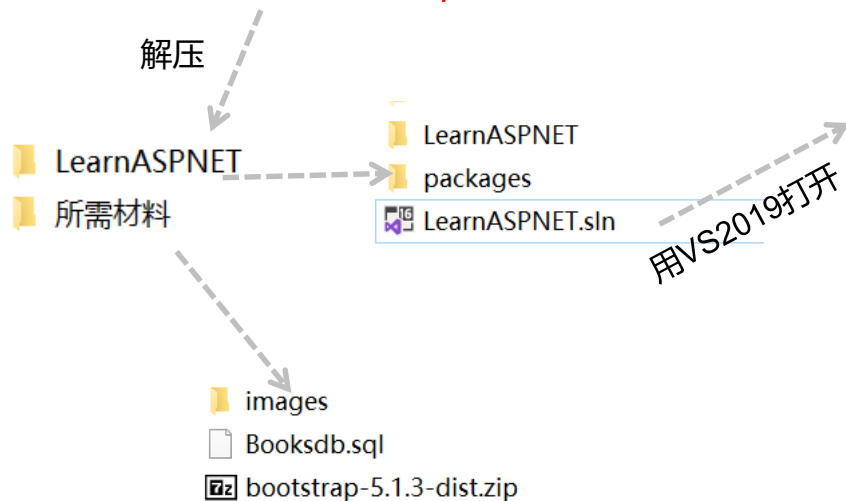 解压
LearnASPNET
所需材料
LearnASPNET
packages
LearnASPNET.sln
用VS2019打开
images
Booksdb.sql
bootstrap-5.1.3-dist.zip